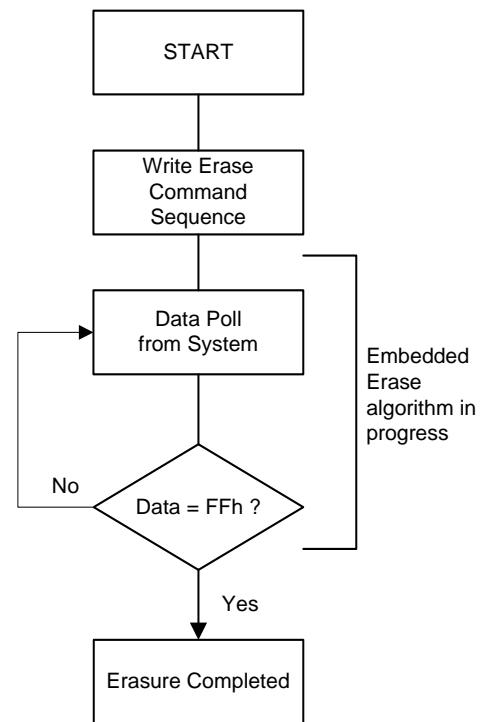 START
Write Erase
Command
Sequence
Data Poll
from System
Embedded
Erase
algorithm in
progress
No
Data = FFh ?
Yes
Erasure Completed